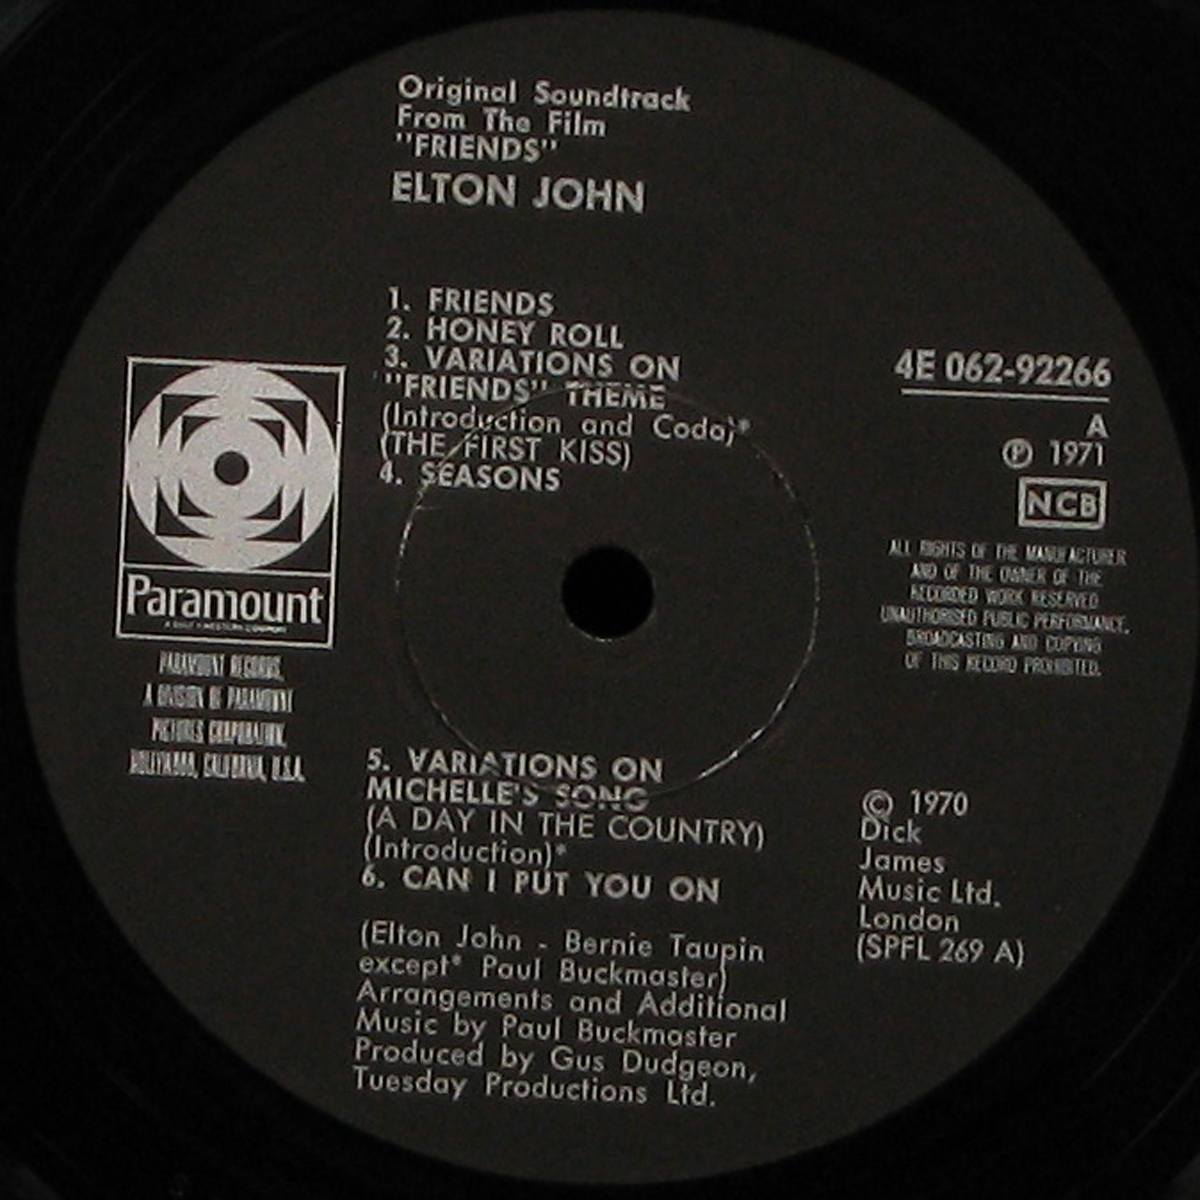 Original Soundtrack
From The Film
"FRIENDS"
ELTON JOHN
1. FRIENDS
2. HONEY ROLL
3. VARIATIONS ON
"FRIENDS" THEME
(Introduction and Coda)*
(THE FIRST KISS)
4. SEASONS
4E 062-92266
A
Ⓟ 1971
NCB
ALL RIGHTS OF THE MANUFACTURER
AND OF THE OWNER OF THE
RECORDED WORK RESERVED
UNAUTHORISED PUBLIC PERFORMANCE,
BROADCASTING AND COPYING
OF THIS RECORD PROHIBITED.
Paramount
A GULF+WESTERN COMPANY
PARAMOUNT RECORDS,
A DIVISION OF PARAMOUNT
PICTURES CORPORATION,
HOLLYWOOD, CALIFORNIA, U.S.A.
5. VARIATIONS ON
MICHELLE'S SONG
(A DAY IN THE COUNTRY)
(Introduction)*
6. CAN I PUT YOU ON
© 1970
Dick
James
Music Ltd.
London
(SPFL 269 A)
(Elton John - Bernie Taupin
except* Paul Buckmaster)
Arrangements and Additional
Music by Paul Buckmaster
Produced by Gus Dudgeon,
Tuesday Productions Ltd.